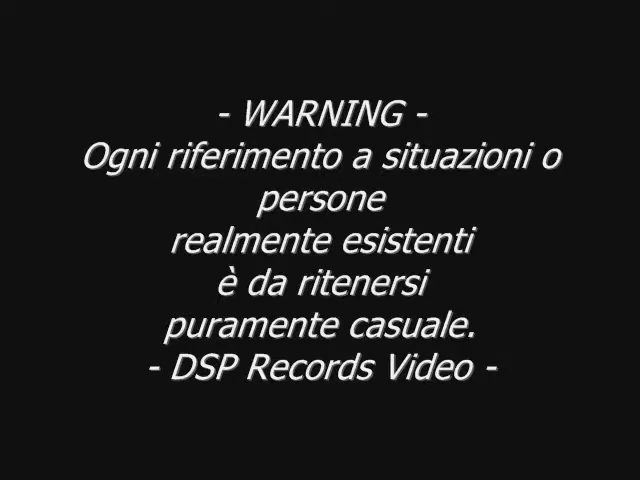 - WARNING -
Ogni riferimento a situazioni o
persone
realmente esistenti
è da ritenersi
puramente casuale.
- DSP Records Video -